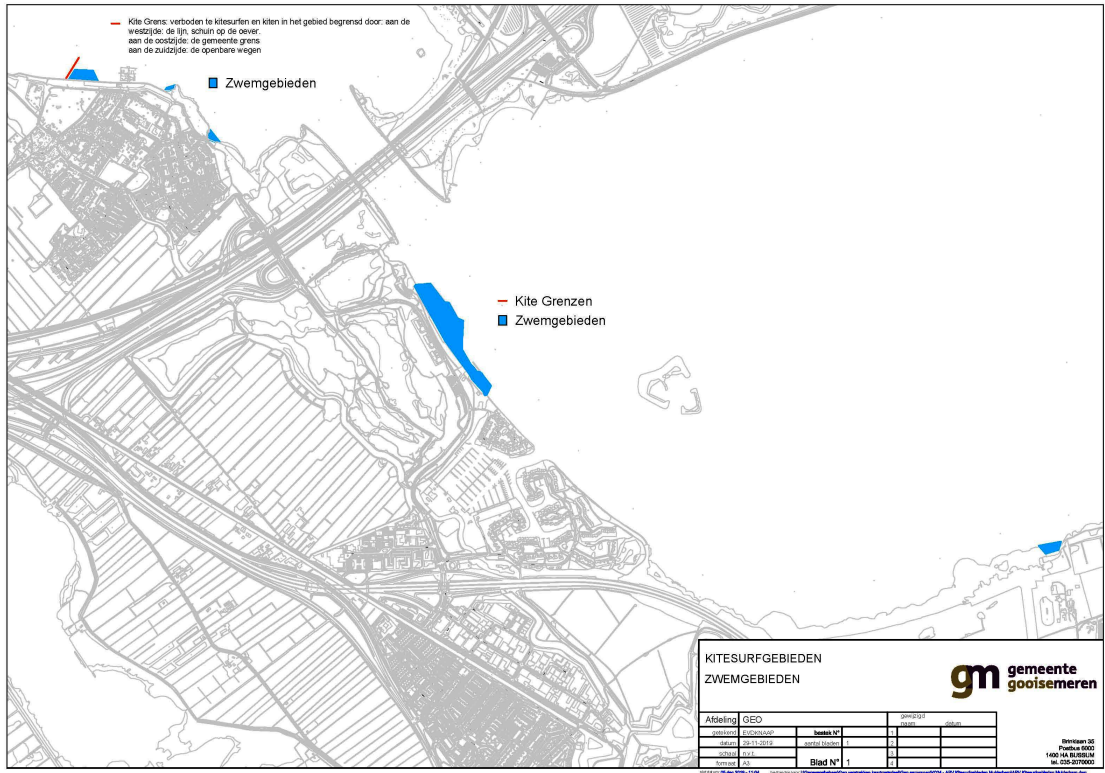 Kite Grens: verboden te kitesurfen en kiten in het gebied begrensd door: aan de
westzijde: de lijn, schuin op de oever.
aan de oostzijde: de gemeente grens
aan de zuidzijde: de openbare wegen
Zwemgebieden
Kite Grenzen
Zwemgebieden
KITESURFGEBIEDEN
ZWEMGEBIEDEN
gm gemeente
gooisemeren
Afdeling GEO gewijzigd
naam datum
getekend EVDKNAAP bestek N° 1
datum 29-11-2019 aantal bladen 1 2
schaal n.v.t. 3
formaat A3 Blad N° 1 4
Brinklaan 35
Postbus 6000
1400 HA BUSSUM
tel. 035-2070000